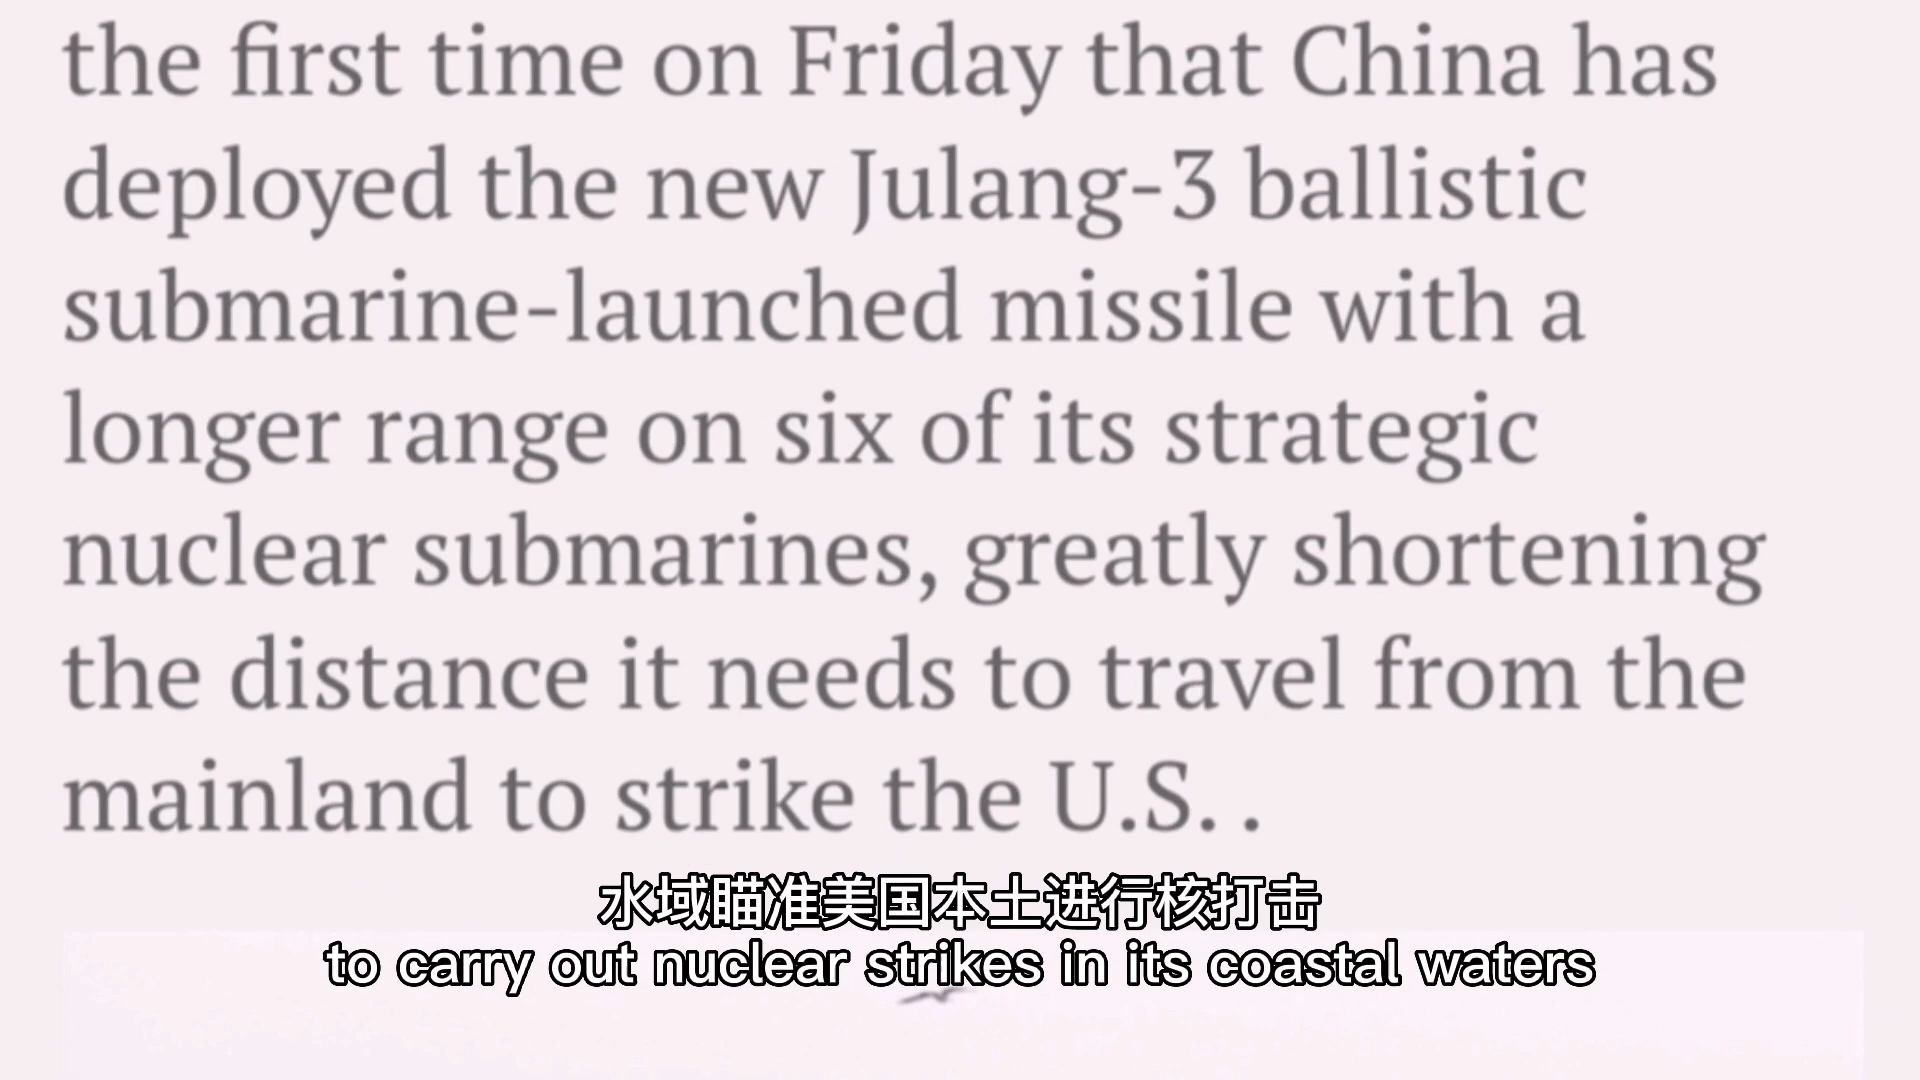 the first time on Friday that China has
deployed the new Julang-3 ballistic
submarine-launched missile with a
longer range on six of its strategic
nuclear submarines, greatly shortening
the distance it needs to travel from the
mainland to strike the U.S. .
水域瞄准美国本土进行核打击
to carry out nuclear strikes in its coastal waters